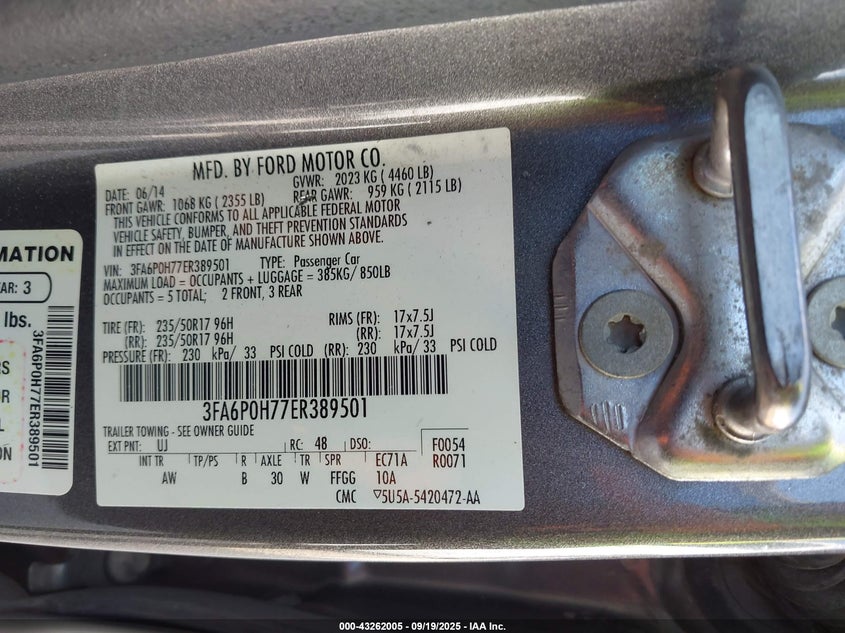 MFD. BY FORD MOTOR CO.
DATE: 06/14 GVWR: 2023 KG ( 4460 LB)
FRONT GAWR: 1068 KG ( 2355 LB) REAR GAWR: 959 KG ( 2115 LB)
THIS VEHICLE CONFORMS TO ALL APPLICABLE FEDERAL MOTOR
VEHICLE SAFETY, BUMPER, AND THEFT PREVENTION STANDARDS
IN EFFECT ON THE DATE OF MANUFACTURE SHOWN ABOVE.
VIN: 3FA6P0H77ER389501 TYPE: Passenger Car
MAXIMUM LOAD = OCCUPANTS + LUGGAGE = 385KG/ 850LB
OCCUPANTS = 5 TOTAL; 2 FRONT, 3 REAR
TIRE (FR): 235/50R17 96H RIMS (FR): 17x7.5J
(RR): 235/50R17 96H (RR): 17x7.5J
PRESSURE (FR): 230 kPa/ 33 PSI COLD (RR): 230 kPa/ 33 PSI COLD
3FA6P0H77ER389501
TRAILER TOWING - SEE OWNER GUIDE
EXT PNT: UJ RC: 48 DSO: F0054
INT TR TP/PS R AXLE TR SPR EC71A R0071
AW B 30 W FFGG 10A
CMC ▽5U5A-5420472-AA
RMATION
EAR: 3
lbs.
RS
OR
L
ON
3FA6P0H77ER389501
000-43262005 - 09/19/2025 - IAA Inc.